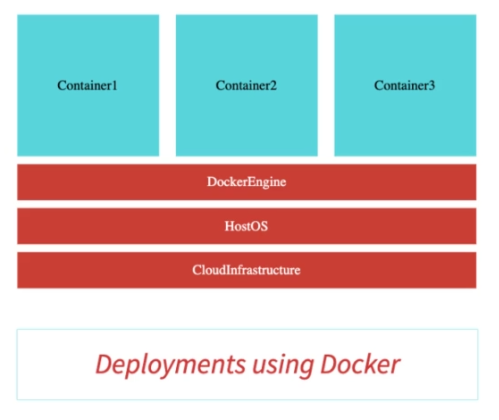 Container1 Container2 Container3
DockerEngine
HostOS
CloudInfrastructure
Deployments using Docker